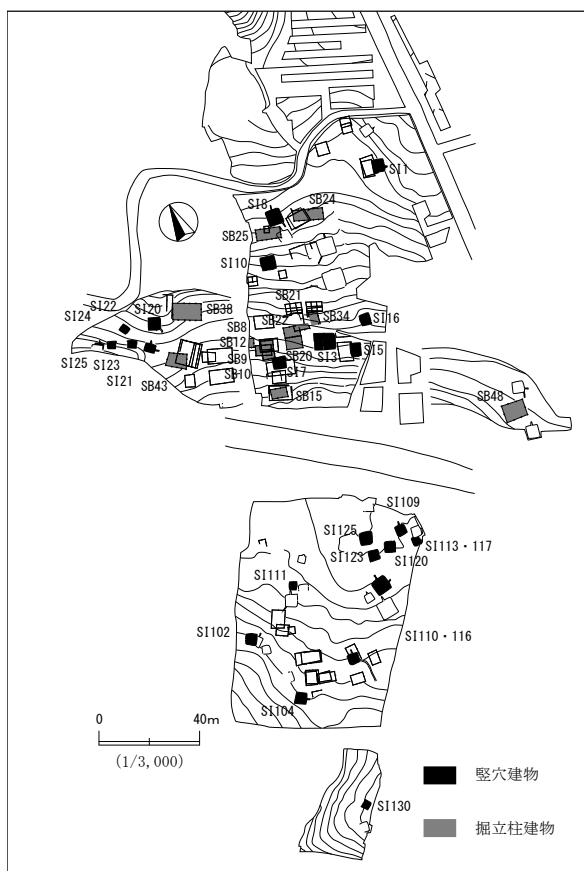 SI1
SI8
SB24
SB25
SI10
SB21
SI22
SI20
SB38
SB22
SB34
SI24
SB8
SI16
SB12
SB9
SB20
SI3
SI5
SI25
SI23
SB10
SI7
SI21
SB43
SB15
SB48
SI109
SI125
SI113・117
SI123
SI120
SI111
SI102
SI110・116
SI104
0
40m
(1/3,000)
竪穴建物
SI130
掘立柱建物